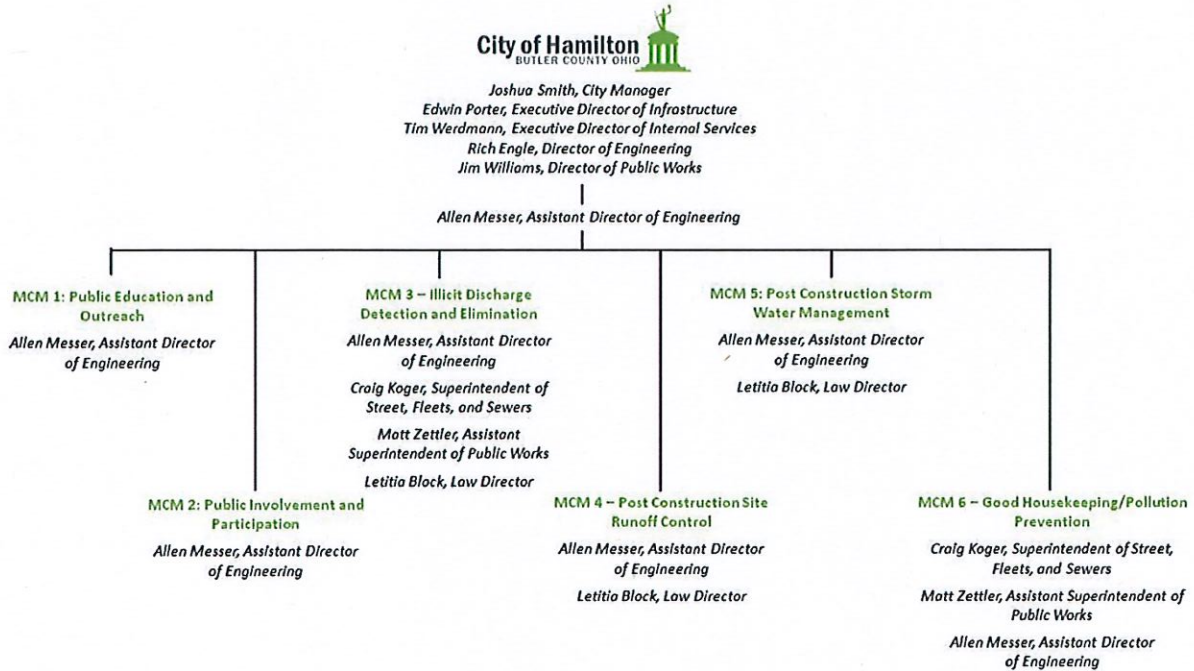 City of Hamilton
BUTLER COUNTY OHIO
Joshua Smith, City Manager
Edwin Porter, Executive Director of Infrastructure
Tim Werdmann, Executive Director of Internal Services
Rich Engle, Director of Engineering
Jim Williams, Director of Public Works
Allen Messer, Assistant Director of Engineering
MCM 1: Public Education and
Outreach
Allen Messer, Assistant Director
of Engineering
MCM 2: Public Involvement and
Participation
Allen Messer, Assistant Director
of Engineering
MCM 3 – Illicit Discharge
Detection and Elimination
Allen Messer, Assistant Director
of Engineering
Craig Koger, Superintendent of
Street, Fleets, and Sewers
Matt Zettler, Assistant
Superintendent of Public Works
Letitia Block, Law Director
MCM 4 – Post Construction Site
Runoff Control
Allen Messer, Assistant Director
of Engineering
Letitia Block, Law Director
MCM 5: Post Construction Storm
Water Management
Allen Messer, Assistant Director
of Engineering
Letitia Block, Law Director
MCM 6 – Good Housekeeping/Pollution
Prevention
Craig Koger, Superintendent of Street,
Fleets, and Sewers
Matt Zettler, Assistant Superintendent of
Public Works
Allen Messer, Assistant Director
of Engineering